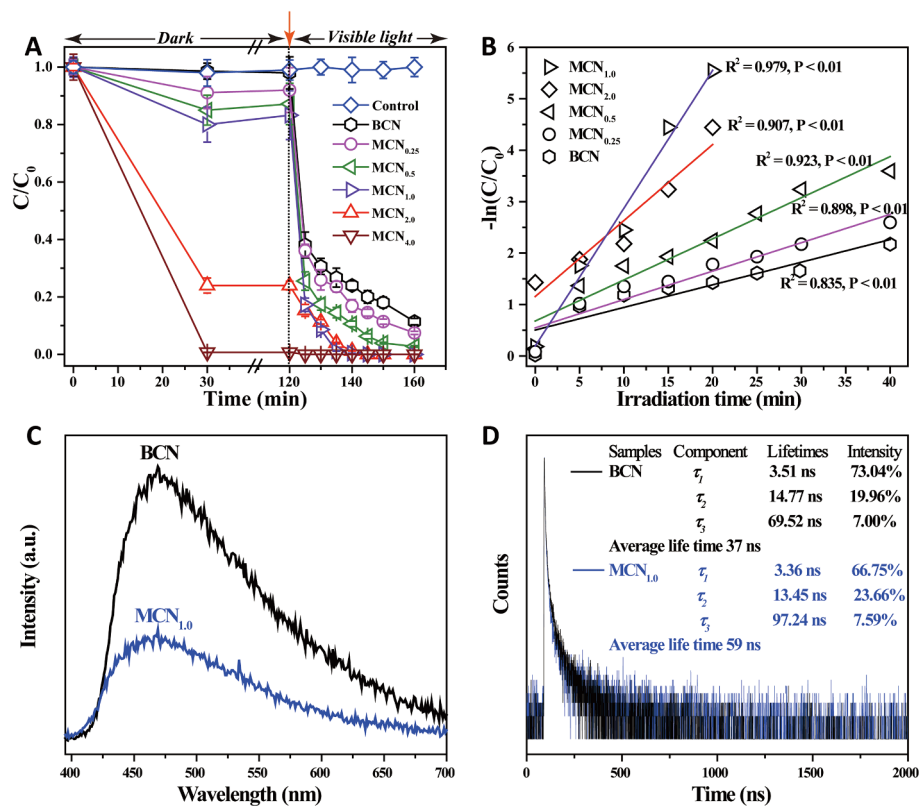 A
Dark
Visible light
C/C0
1.0
0.8
0.6
0.4
0.2
0.0
Control
BCN
MCN0.25
MCN0.5
MCN1.0
MCN2.0
MCN4.0
0 10 20 30 120 140 160
Time (min)
B
-ln(C/C0)
-6
5
4
3
2
1
0
MCN1.0
MCN2.0
MCN0.5
MCN0.25
BCN
R2 = 0.979, P < 0.01
R2 = 0.907, P < 0.01
R2 = 0.923, P < 0.01
R2 = 0.898, P < 0.01
R2 = 0.835, P < 0.01
0 5 10 15 20 25 30 35 40
Irradiation time (min)
C
Intensity (a.u.)
BCN
MCN1.0
400 450 500 550 600 650 700
Wavelength (nm)
D
Counts
Samples Component Lifetimes Intensity
BCN τ1 3.51 ns 73.04%
τ2 14.77 ns 19.96%
τ3 69.52 ns 7.00%
Average life time 37 ns
MCN1.0 τ1 3.36 ns 66.75%
τ2 13.45 ns 23.66%
τ3 97.24 ns 7.59%
Average life time 59 ns
0 500 1000 1500 2000
Time (ns)